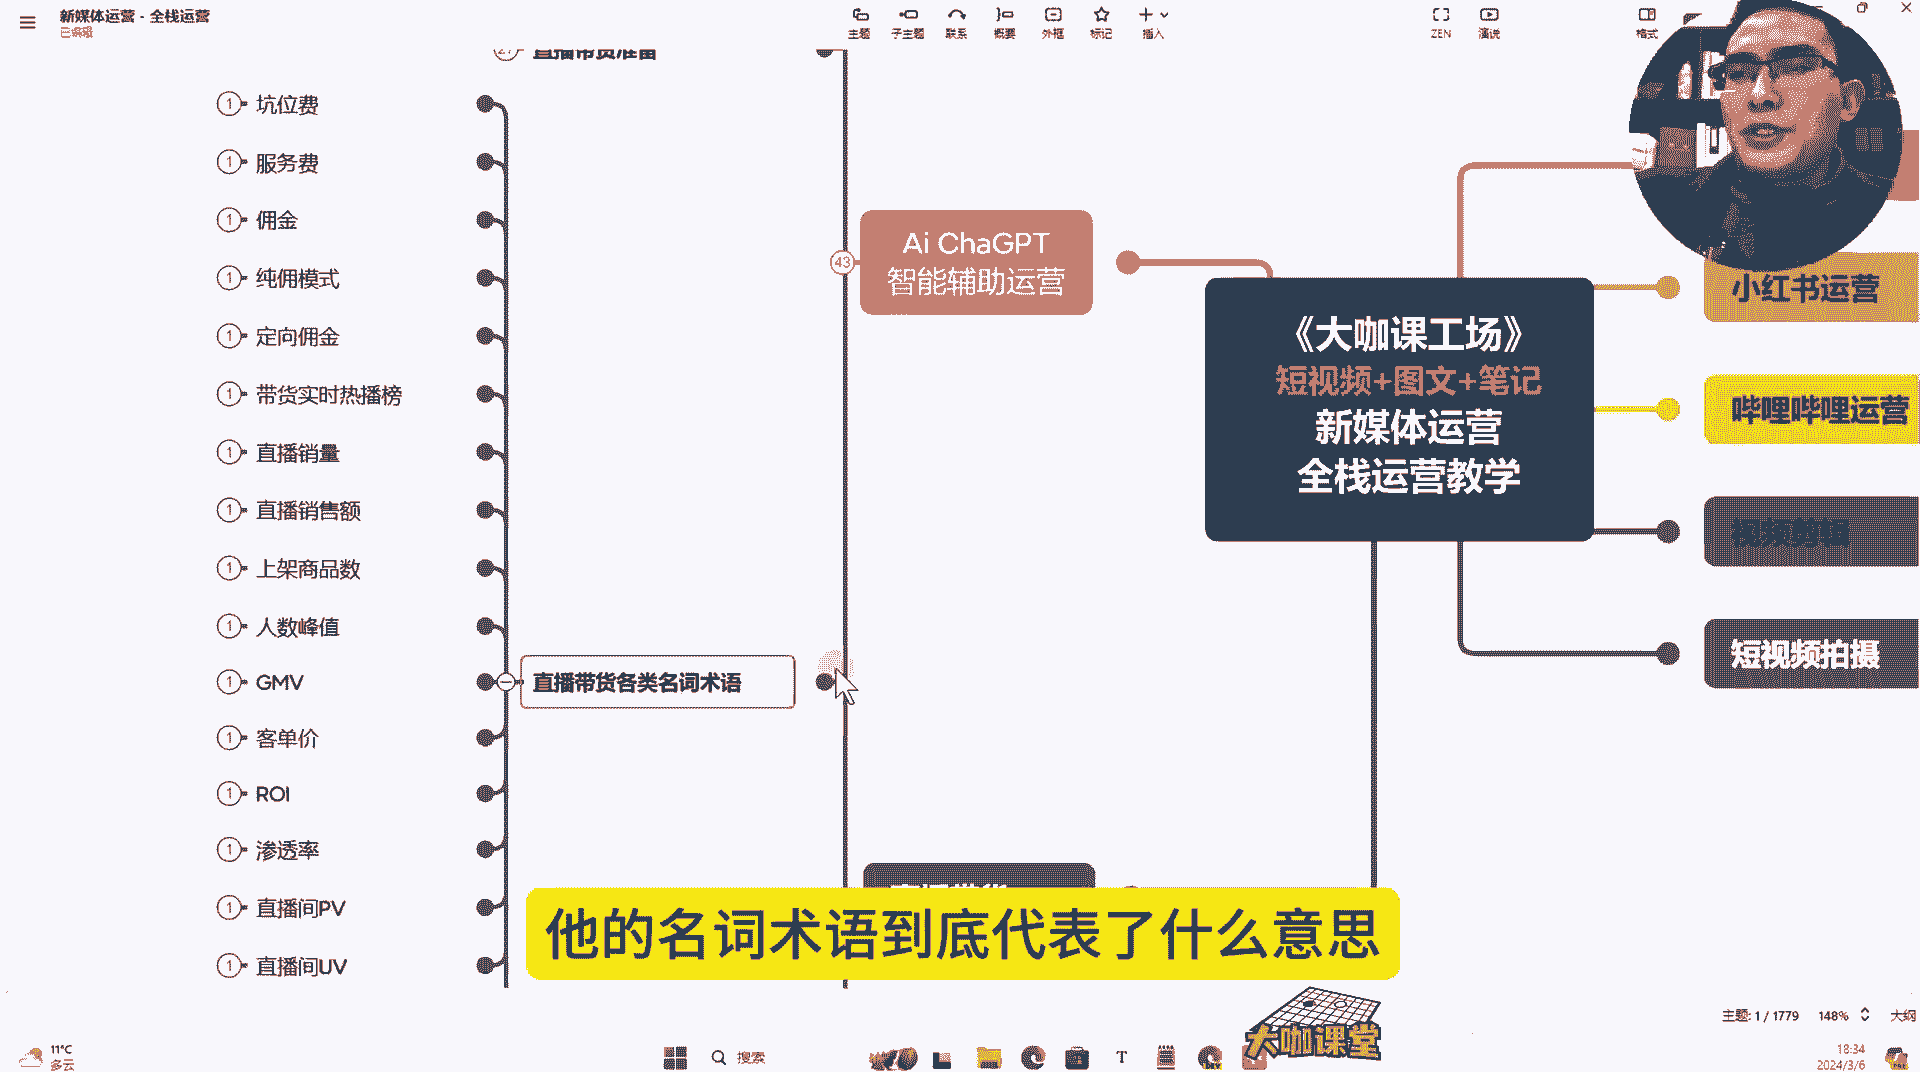 新媒体运营 - 全栈运营
已编辑
主题
子主题
联系
概要
外框
标记
插入
ZEN
演说
格式
27
直播带货准备
1 坑位费
1 服务费
1 佣金
1 纯佣模式
1 定向佣金
1 带货实时热播榜
1 直播销量
1 直播销售额
1 上架商品数
1 人数峰值
1 GMV
1 客单价
1 ROI
1 渗透率
1 直播间PV
1 直播间UV
直播带货各类名词术语
43
Ai ChaGPT
智能辅助运营
《大咖课工场》
短视频+图文+笔记
新媒体运营
全栈运营教学
小红书运营
哔哩哔哩运营
视频剪辑
短视频拍摄
他的名词术语到底代表了什么意思
大咖课堂
主题: 1 / 1779
148%
大纲
11°C
多云
搜索
18:34
2024/3/6